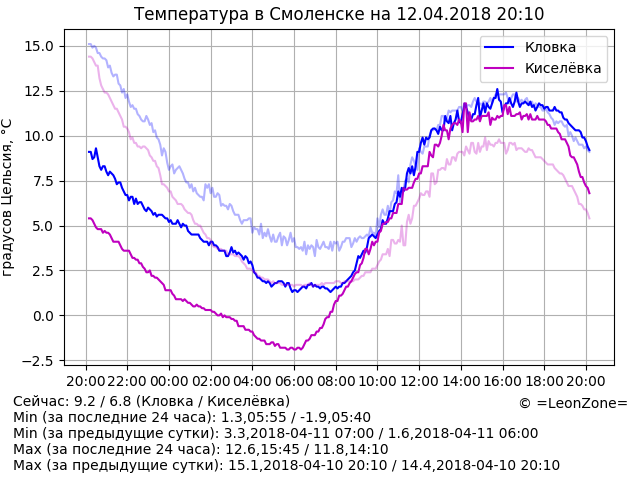 Температура в Смоленске на 12.04.2018 20:10
Кловка
Киселёвка
градусов Цельсия, °C
15.0
12.5
10.0
7.5
5.0
2.5
0.0
−2.5
20:00 22:00 00:00 02:00 04:00 06:00 08:00 10:00 12:00 14:00 16:00 18:00 20:00
Сейчас: 9.2 / 6.8 (Кловка / Киселёвка)
© =LeonZone=
Min (за последние 24 часа): 1.3,05:55 / -1.9,05:40
Min (за предыдущие сутки): 3.3,2018-04-11 07:00 / 1.6,2018-04-11 06:00
Max (за последние 24 часа): 12.6,15:45 / 11.8,14:10
Max (за предыдущие сутки): 15.1,2018-04-10 20:10 / 14.4,2018-04-10 20:10